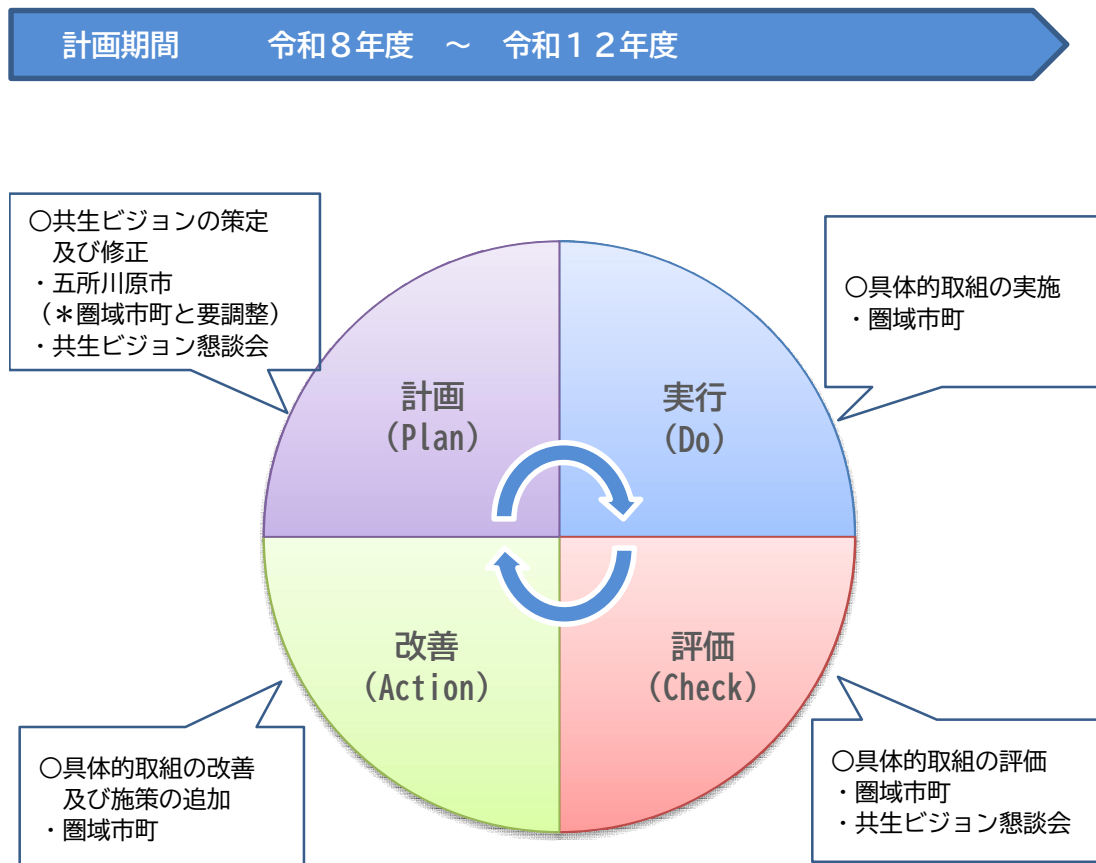 計画期間　　　令和８年度　～　令和１２年度
○共生ビジョンの策定
及び修正
・五所川原市
（＊圏域市町と要調整）
・共生ビジョン懇談会
○具体的取組の実施
・圏域市町
計画
(Plan)
実行
(Do)
改善
(Action)
評価
(Check)
○具体的取組の改善
及び施策の追加
・圏域市町
○具体的取組の評価
・圏域市町
・共生ビジョン懇談会